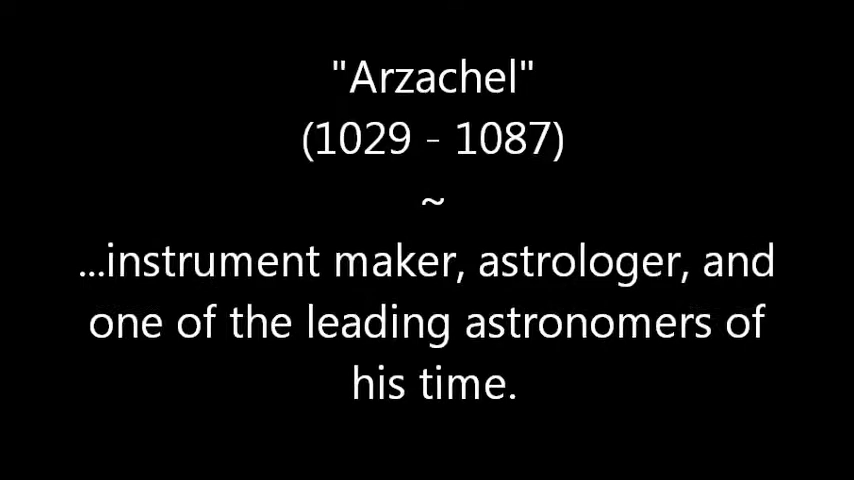 "Arzachel"
(1029 - 1087)
~
...instrument maker, astrologer, and
one of the leading astronomers of
his time.